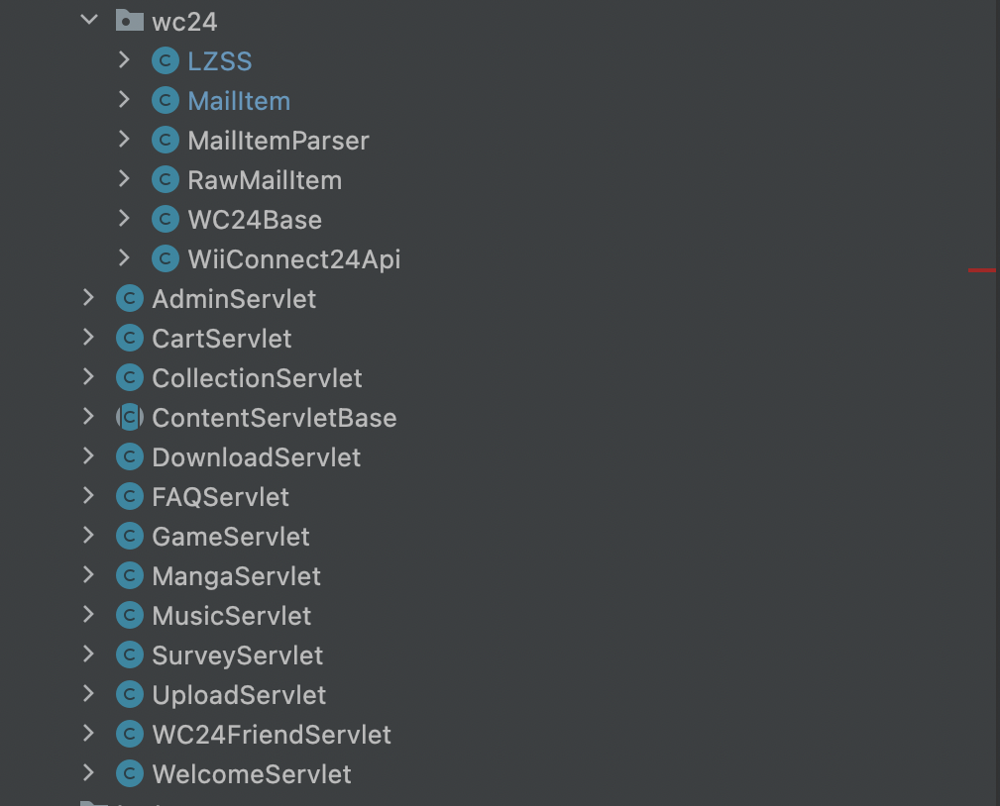 wc24
LZSS
MailItem
MailItemParser
RawMailItem
WC24Base
WiiConnect24Api
AdminServlet
CartServlet
CollectionServlet
ContentServletBase
DownloadServlet
FAQServlet
GameServlet
MangaServlet
MusicServlet
SurveyServlet
UploadServlet
WC24FriendServlet
WelcomeServlet